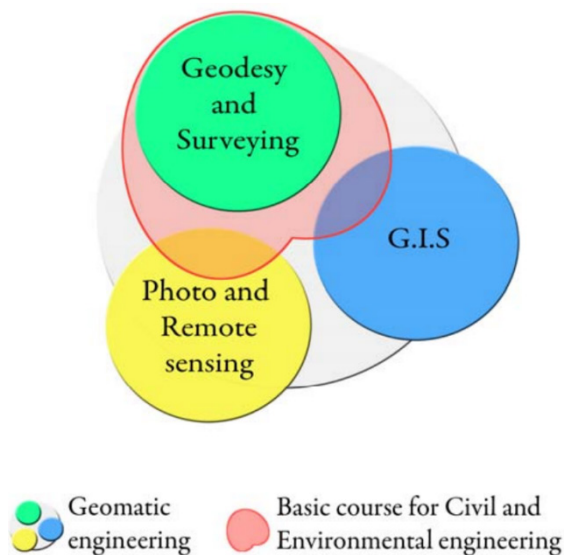 Geodesy
and
Surveying
G.I.S
Photo and
Remote
sensing
Geomatic
engineering
Basic course for Civil and
Environmental engineering